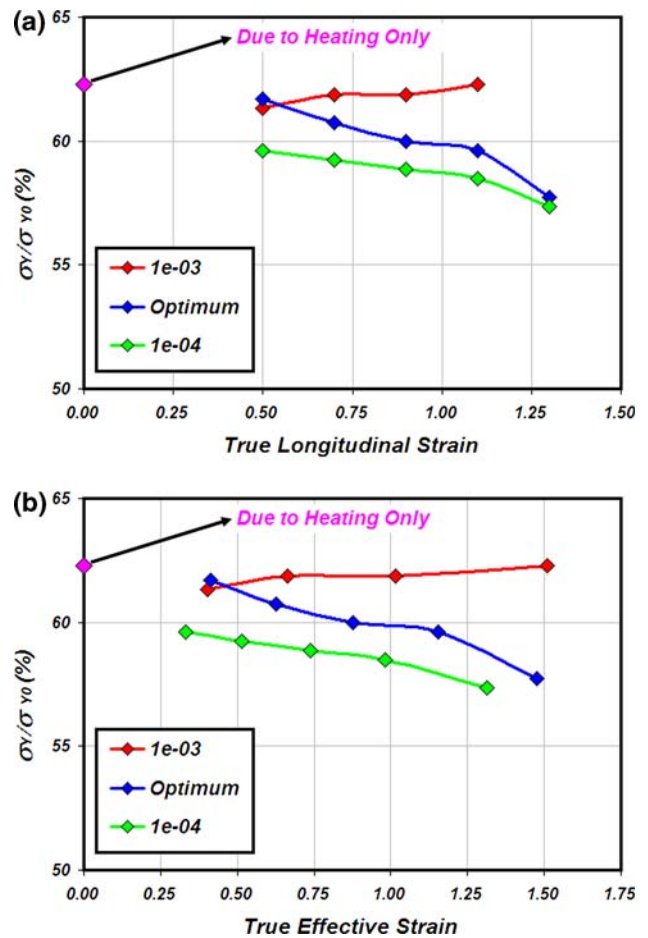 (a)
65
60
55
50
σY/σ Y0 (%)
Due to Heating Only
1e-03
Optimum
1e-04
0.00 0.25 0.50 0.75 1.00 1.25 1.50
True Longitudinal Strain
(b)
65
60
55
50
σY/σ Y0 (%)
Due to Heating Only
1e-03
Optimum
1e-04
0.00 0.25 0.50 0.75 1.00 1.25 1.50 1.75
True Effective Strain